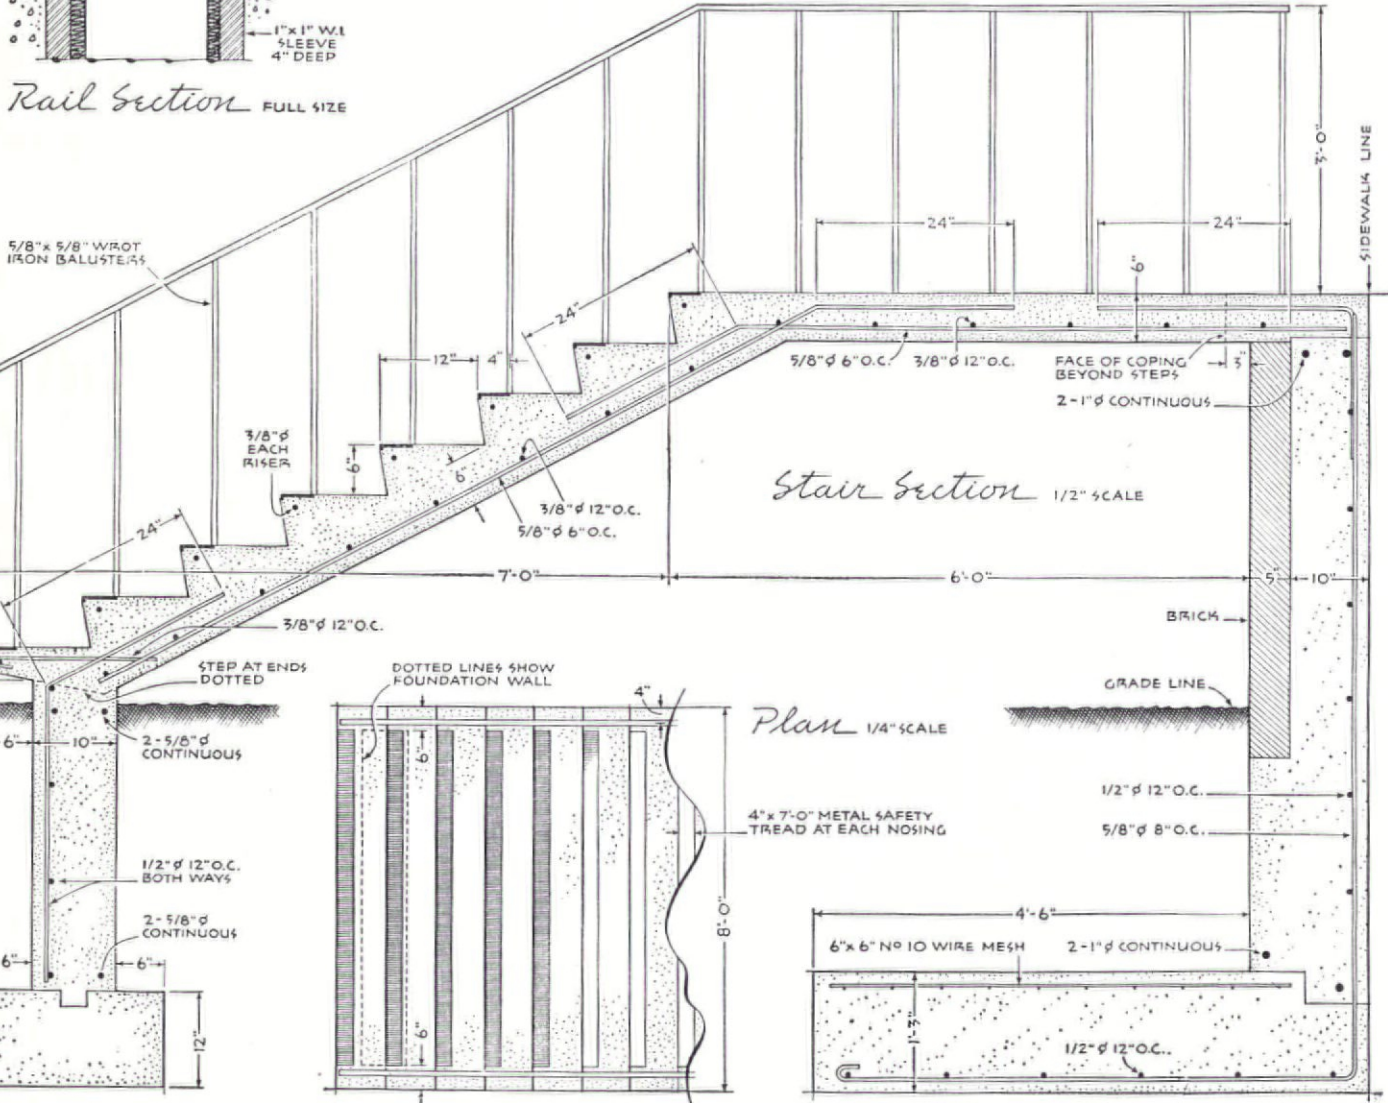 1"x 1" W.I.
SLEEVE
4" DEEP
Rail Section FULL SIZE
SIDEWALK LINE
3'-0"
24"
24"
5/8"x 5/8" WROT
IRON BALUSTERS
6"
24"
12"
4"
5/8"ø 6"O.C.
3/8"ø 12"O.C.
FACE OF COPING
BEYOND STEPS
3"
2-1"ø CONTINUOUS
3/8"ø
EACH
RISER
6"
6"
Stair Section 1/2" SCALE
3/8"ø 12"O.C.
5/8"ø 6"O.C.
24"
7'-0"
6'-0"
5"
10"
BRICK
3/8"ø 12"O.C.
STEP AT ENDS
DOTTED
DOTTED LINES SHOW
FOUNDATION WALL
4"
GRADE LINE
Plan 1/4" SCALE
6"
10"
2-5/8"ø
CONTINUOUS
6"
1/2"ø 12"O.C.
4"x 7'-0" METAL SAFETY
TREAD AT EACH NOSING
5/8"ø 8"O.C.
1/2"ø 12"O.C.
BOTH WAYS
8'-0"
4'-6"
2-5/8"ø
CONTINUOUS
6"x 6" Nº 10 WIRE MESH
2-1"ø CONTINUOUS
6"
6"
12"
6"
1'-3"
1/2"ø 12"O.C.